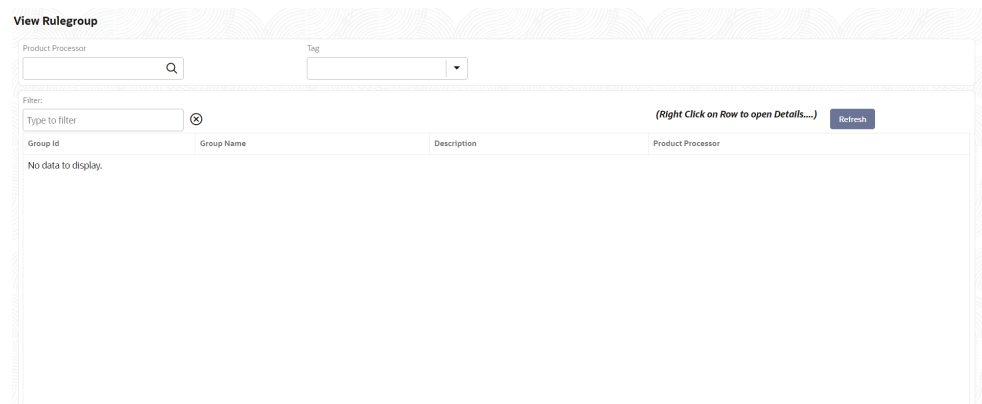 View Rulegroup
Product Processor Tag
Filter:
Type to filter (Right Click on Row to open Details....) Refresh
Group Id Group Name Description Product Processor
No data to display.